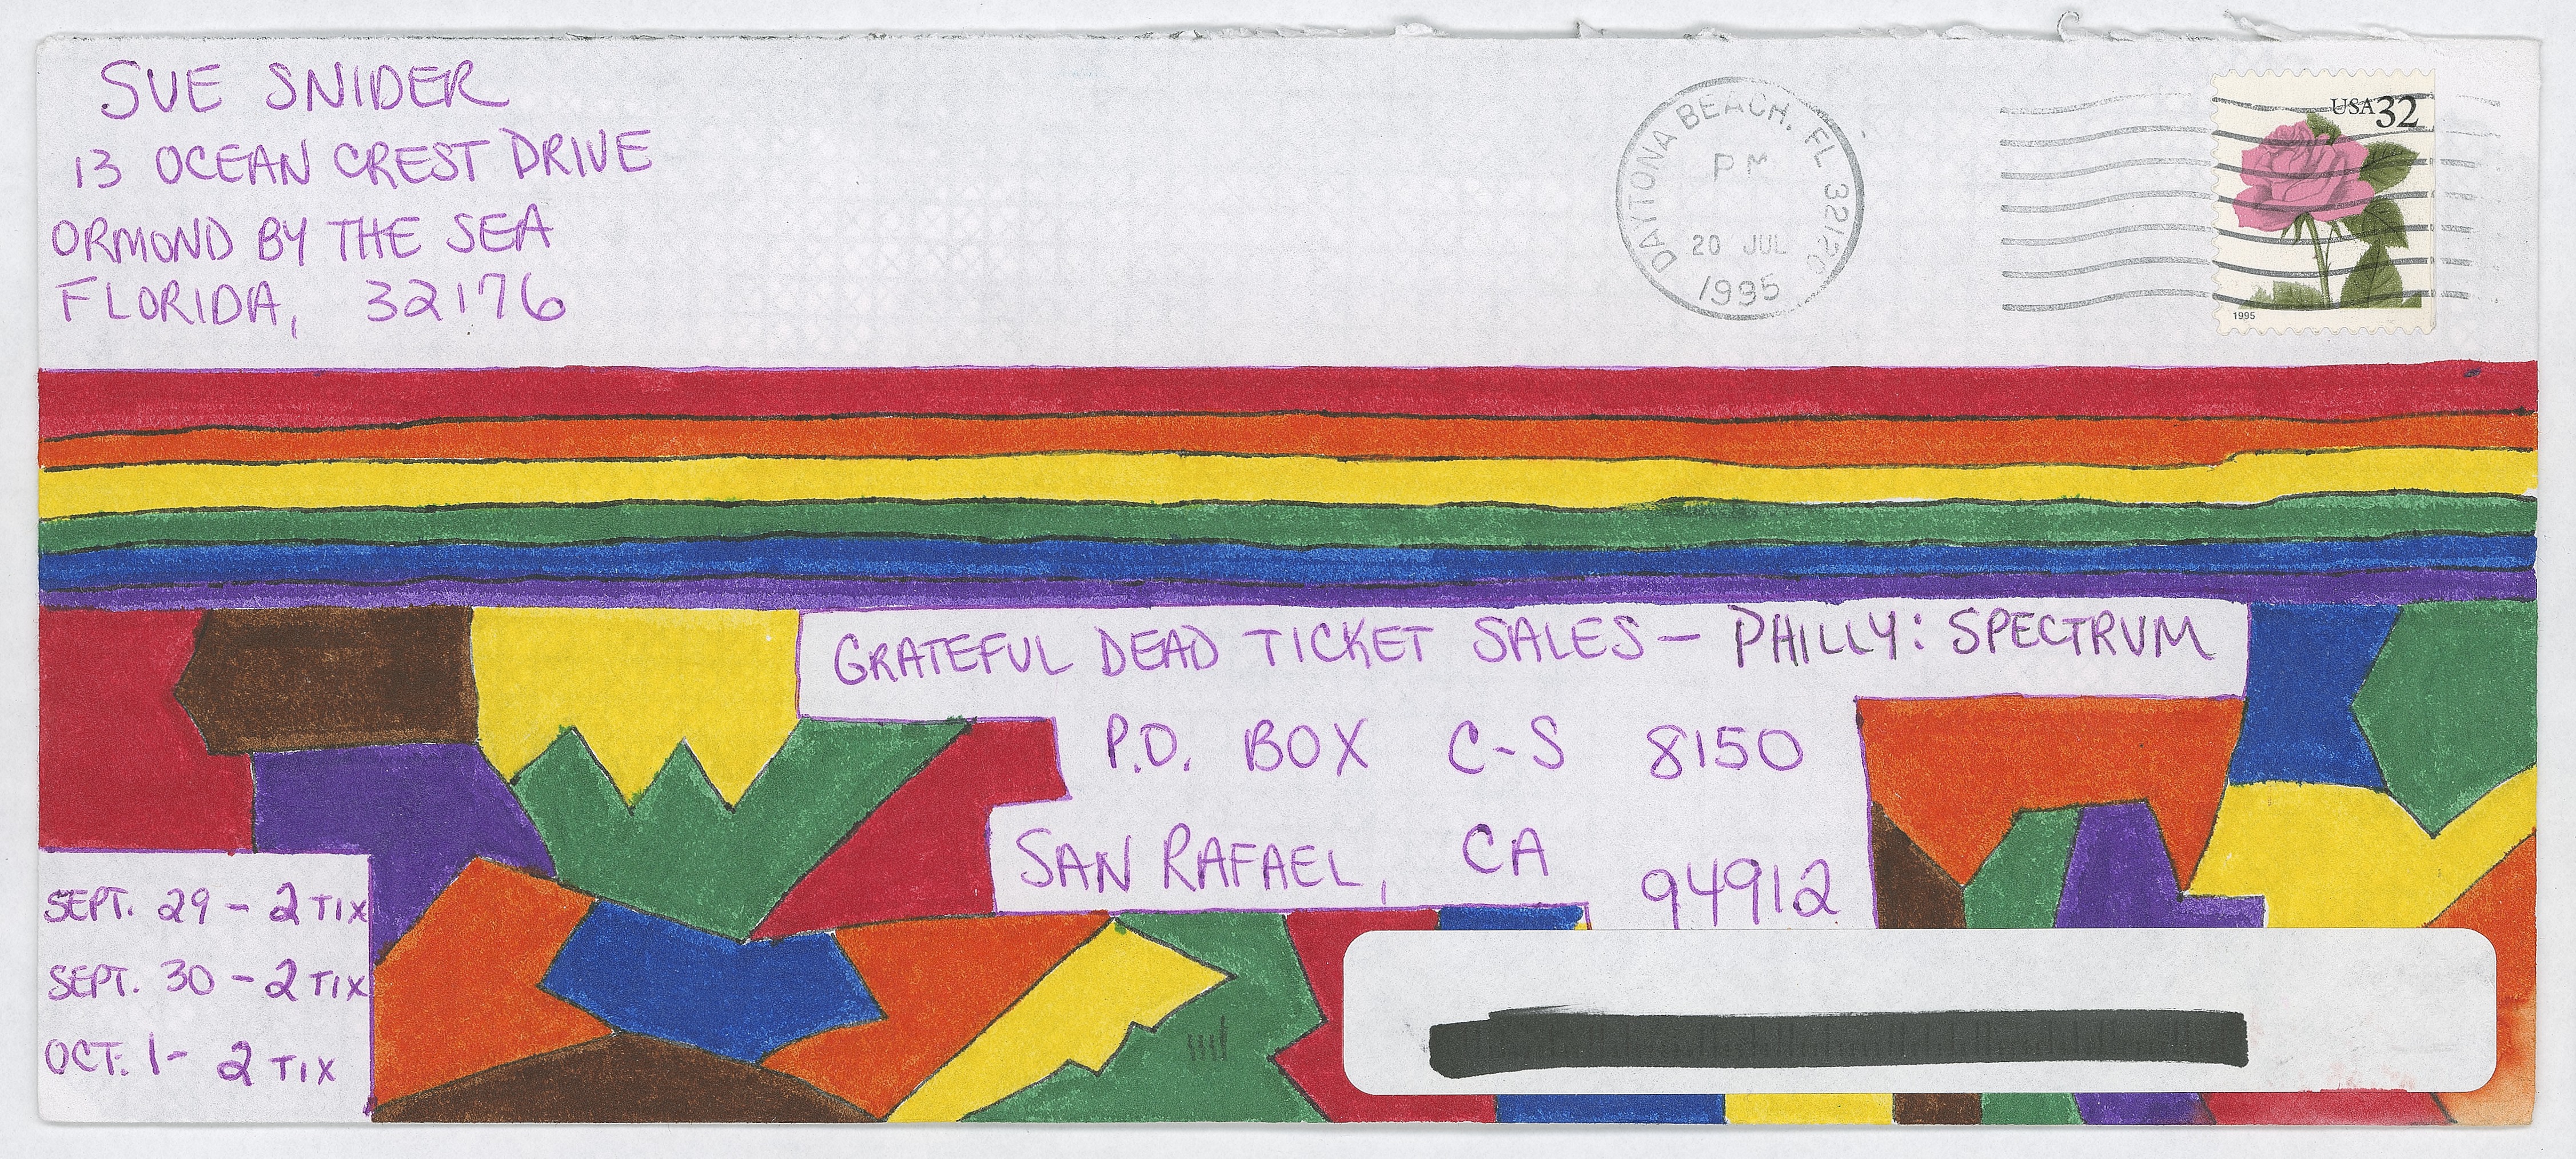 SUE SNIDER
13 OCEAN CREST DRIVE
ORMOND BY THE SEA
FLORIDA, 32176
DAYTONA BEACH, FL 32120
PM
20 JUL
1995
USA 32
1995
GRATEFUL DEAD TICKET SALES— PHILLY: SPECTRUM
P.O. BOX C-S 8150
SAN RAFAEL, CA 94912
SEPT. 29 - 2 TIX
SEPT. 30 - 2 TIX
OCT. 1- 2 TIX